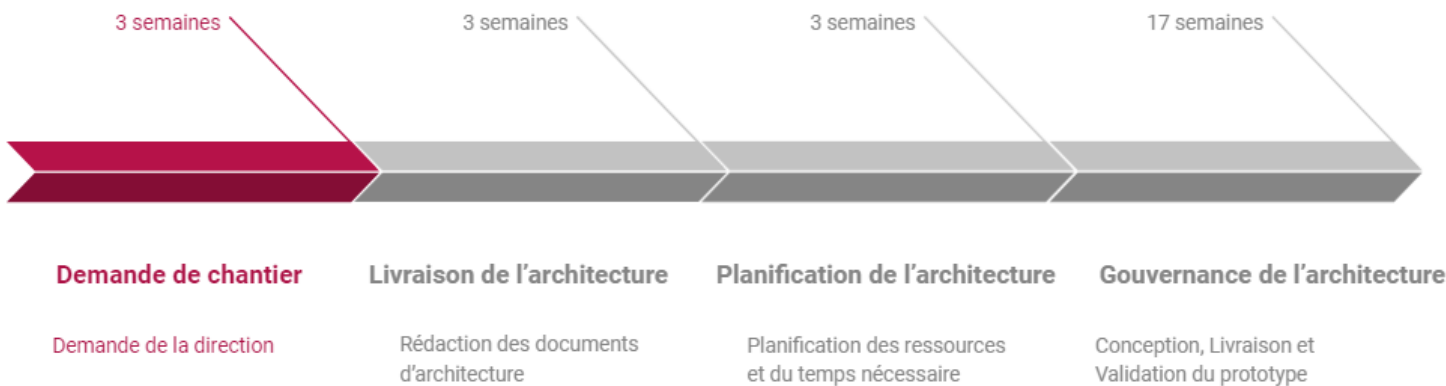 3 semaines
3 semaines
3 semaines
17 semaines
Demande de chantier
Livraison de l’architecture
Planification de l’architecture
Gouvernance de l’architecture
Demande de la direction
Rédaction des documents
d’architecture
Planification des ressources
et du temps nécessaire
Conception, Livraison et
Validation du prototype